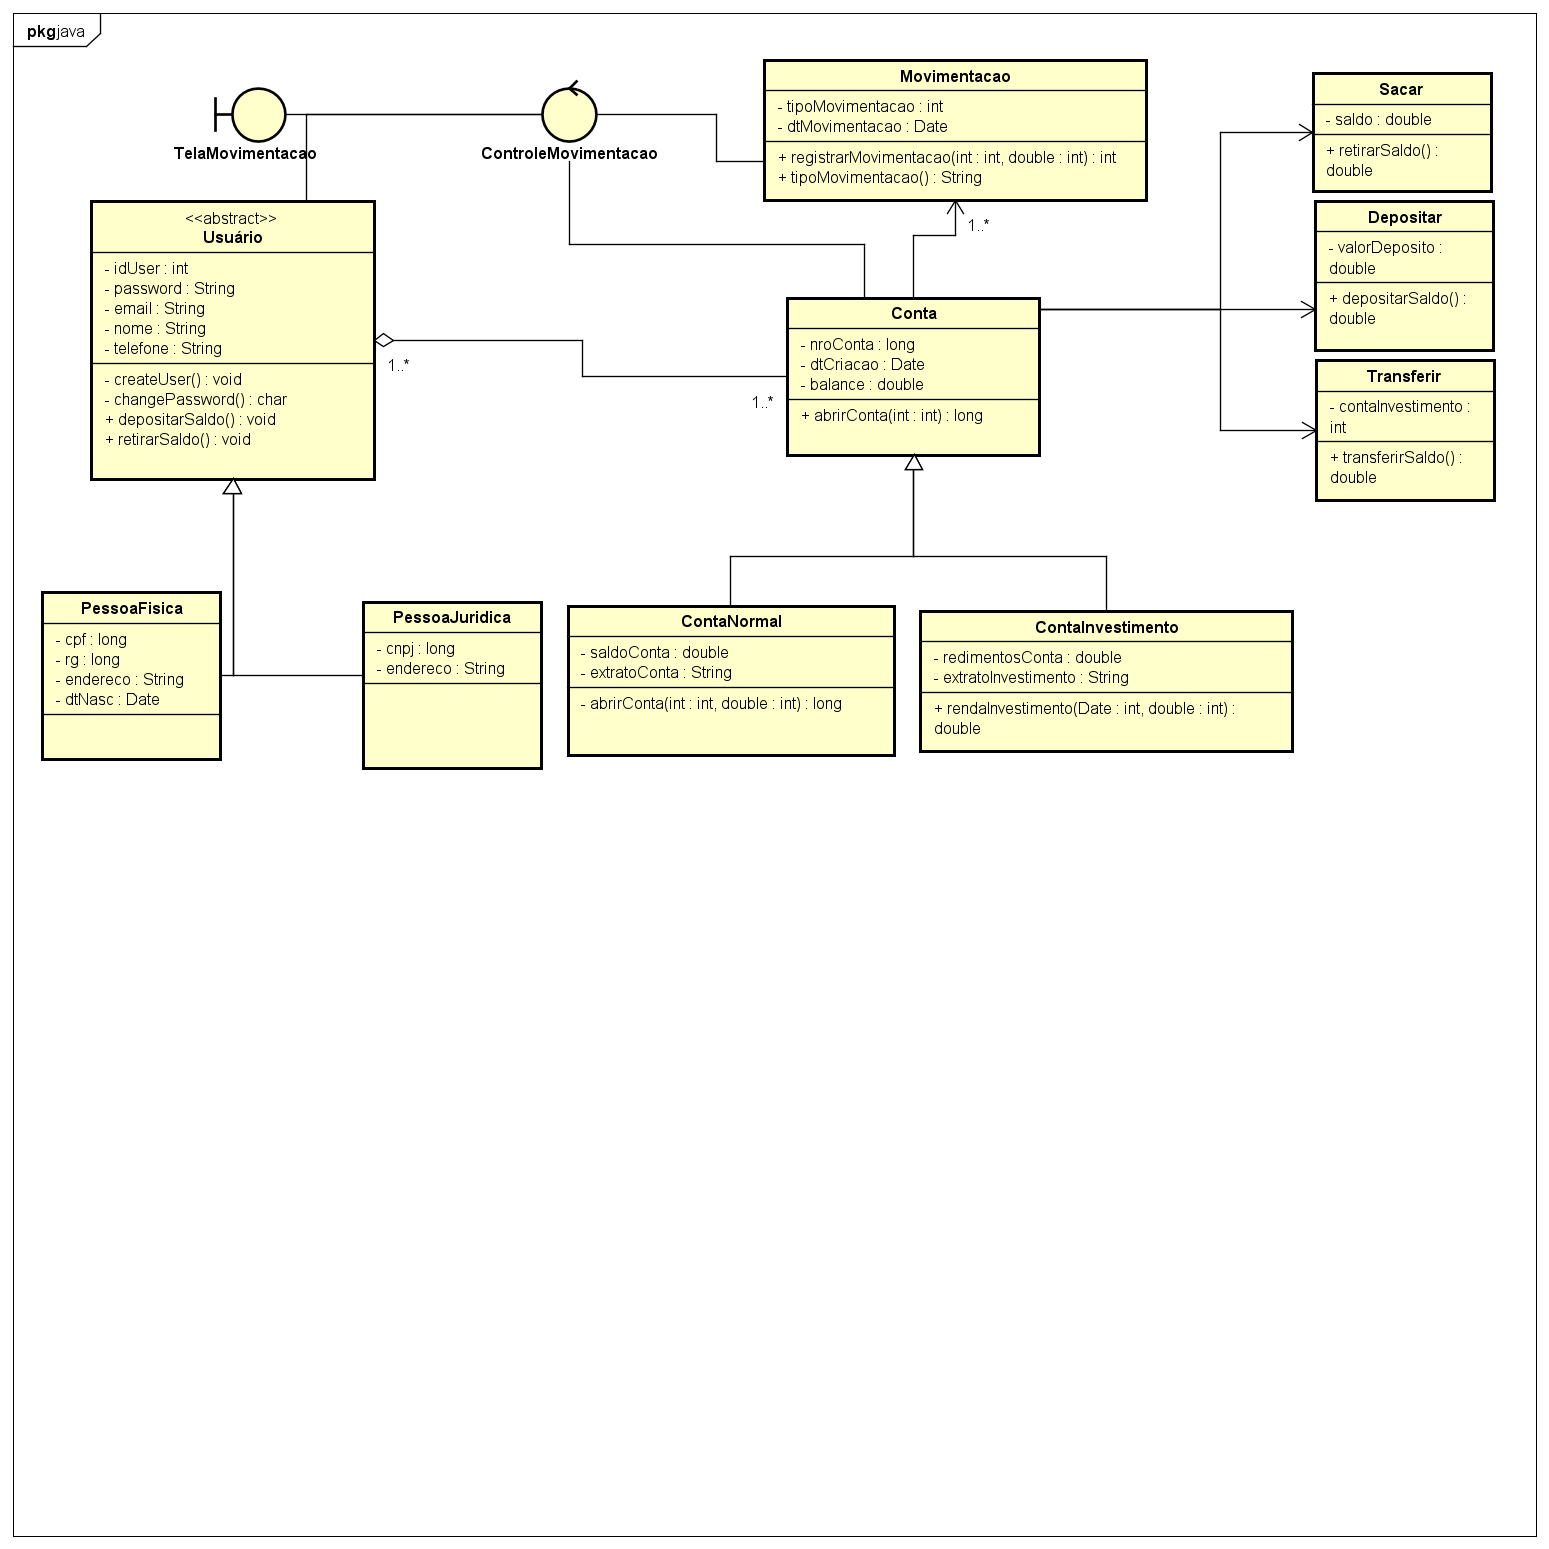 pkg java
TelaMovimentacao
ControleMovimentacao
Movimentacao
- tipoMovimentacao : int
- dtMovimentacao : Date
+ registrarMovimentacao(int : int, double : int) : int
+ tipoMovimentacao() : String
Sacar
- saldo : double
+ retirarSaldo() :
double
Depositar
- valorDeposito :
double
+ depositarSaldo() :
double
Transferir
- contaInvestimento :
int
+ transferirSaldo() :
double
<<abstract>>
Usuário
- idUser : int
- password : String
- email : String
- nome : String
- telefone : String
- createUser() : void
- changePassword() : char
+ depositarSaldo() : void
+ retirarSaldo() : void
1..*
1..*
1..*
Conta
- nroConta : long
- dtCriacao : Date
- balance : double
+ abrirConta(int : int) : long
PessoaFisica
- cpf : long
- rg : long
- endereco : String
- dtNasc : Date
PessoaJuridica
- cnpj : long
- endereco : String
ContaNormal
- saldoConta : double
- extratoConta : String
- abrirConta(int : int, double : int) : long
ContaInvestimento
- redimentosConta : double
- extratoInvestimento : String
+ rendaInvestimento(Date : int, double : int) :
double